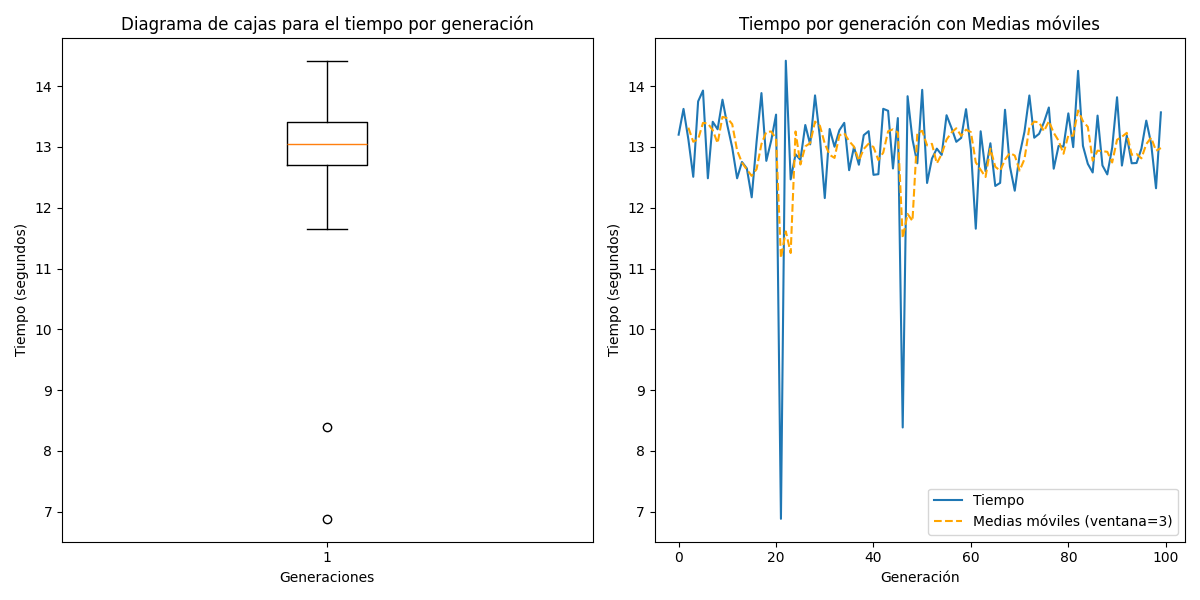 Diagrama de cajas para el tiempo por generación
Tiempo (segundos)
14
13
12
11
10
9
8
7
1
Generaciones
Tiempo por generación con Medias móviles
Tiempo (segundos)
14
13
12
11
10
9
8
7
0 20 40 60 80 100
Generación
Tiempo
Medias móviles (ventana=3)